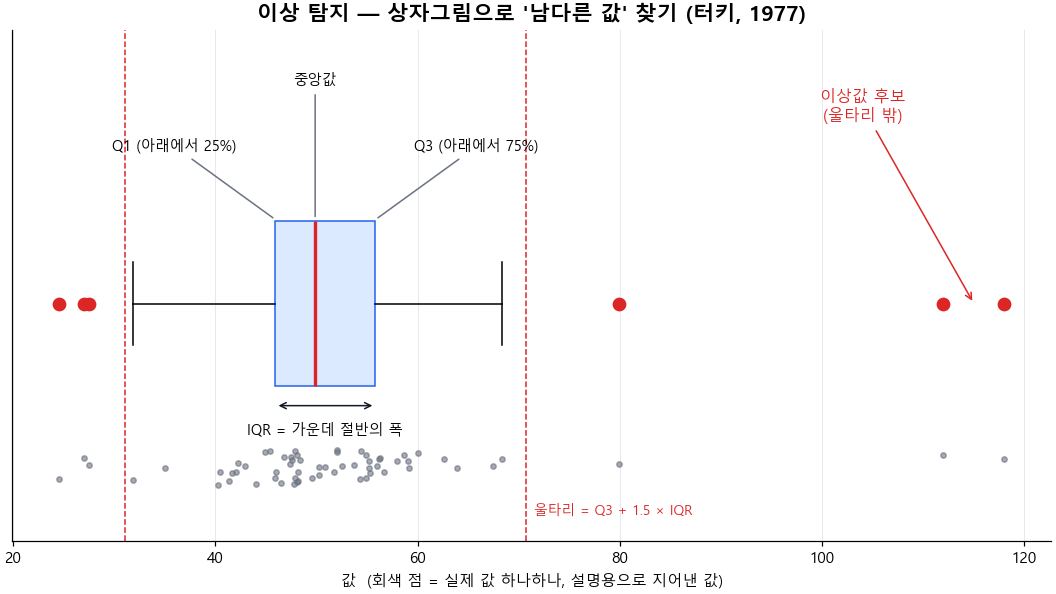 이상 탐지 — 상자그림으로 '남다른 값' 찾기 (터키, 1977)
중앙값
이상값 후보
(울타리 밖)
Q1 (아래에서 25%)
Q3 (아래에서 75%)
IQR = 가운데 절반의 폭
울타리 = Q3 + 1.5 × IQR
20
40
60
80
100
120
값  (회색 점 = 실제 값 하나하나, 설명용으로 지어낸 값)